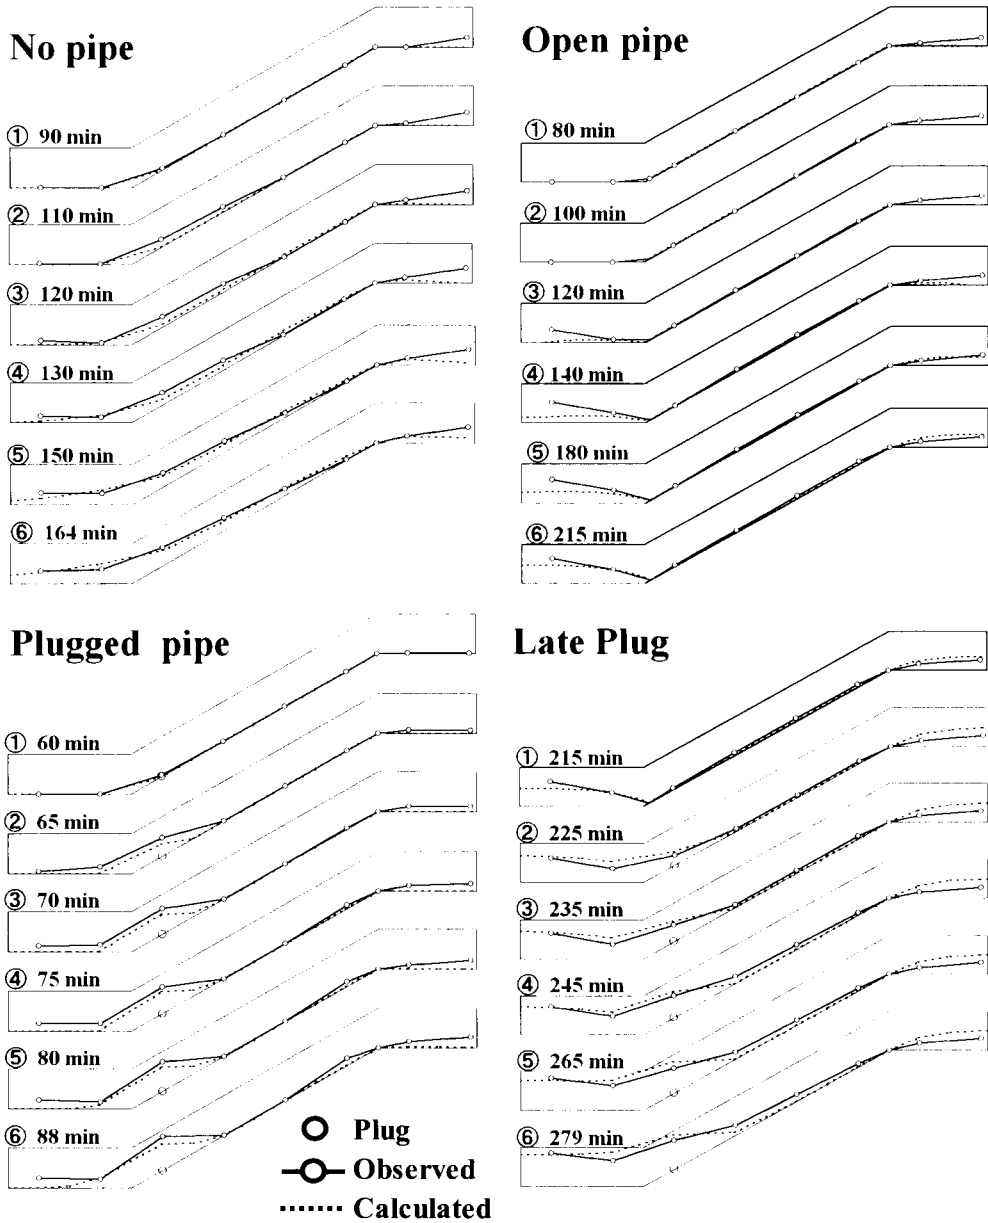 No pipe
① 90 min
② 110 min
③ 120 min
④ 130 min
⑤ 150 min
⑥ 164 min
Open pipe
① 80 min
② 100 min
③ 120 min
④ 140 min
⑤ 180 min
⑥ 215 min
Plugged pipe
① 60 min
② 65 min
③ 70 min
④ 75 min
⑤ 80 min
⑥ 88 min
Late Plug
① 215 min
② 225 min
③ 235 min
④ 245 min
⑤ 265 min
⑥ 279 min
Plug
Observed
Calculated